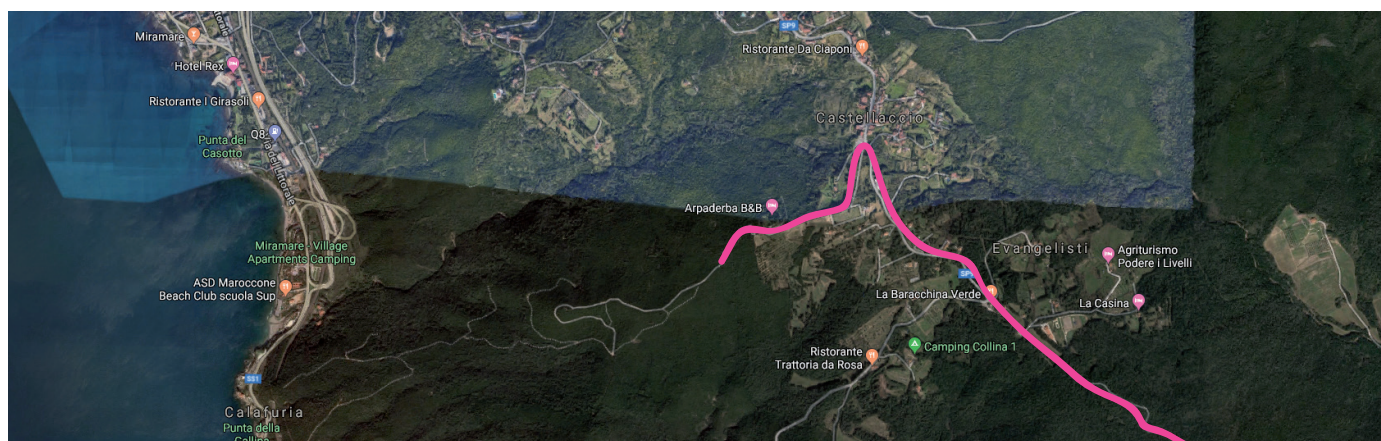 SP9
Miramare
Ristorante Da Ciaponi
Hotel Rex
Ristorante I Girasoli
Castellaccio
Q8
Punta del
Casotto
Via del Littorale
Arpaderba B&B
Miramare - Village
Apartments Camping
Evangelisti
Agriturismo
Podere i Livelli
ASD Maroccone
Beach Club scuola Sup
La Baracchina Verde
La Casina
Ristorante
Trattoria da Rosa
Camping Collina 1
SS1
Calafuria
Punta della